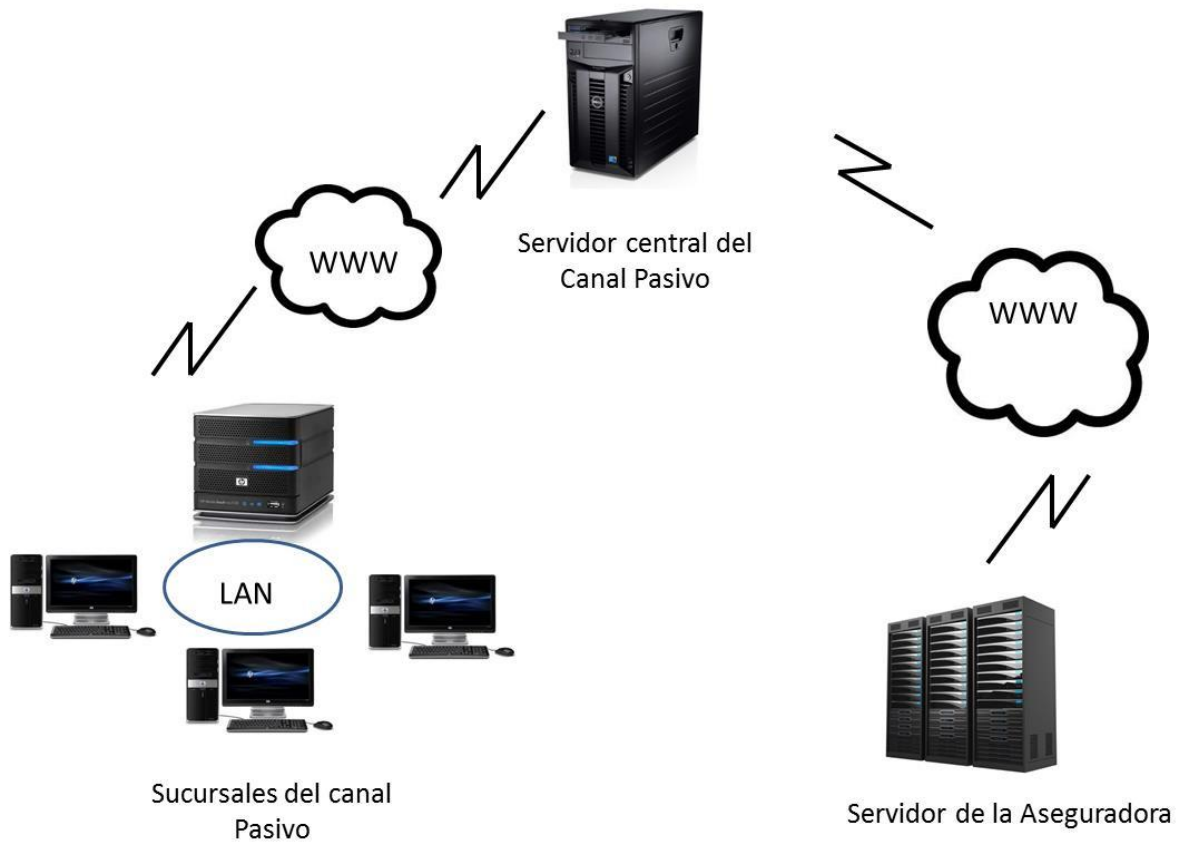 Servidor central del
Canal Pasivo
WWW
WWW
LAN
Sucursales del canal
Pasivo
Servidor de la Aseguradora